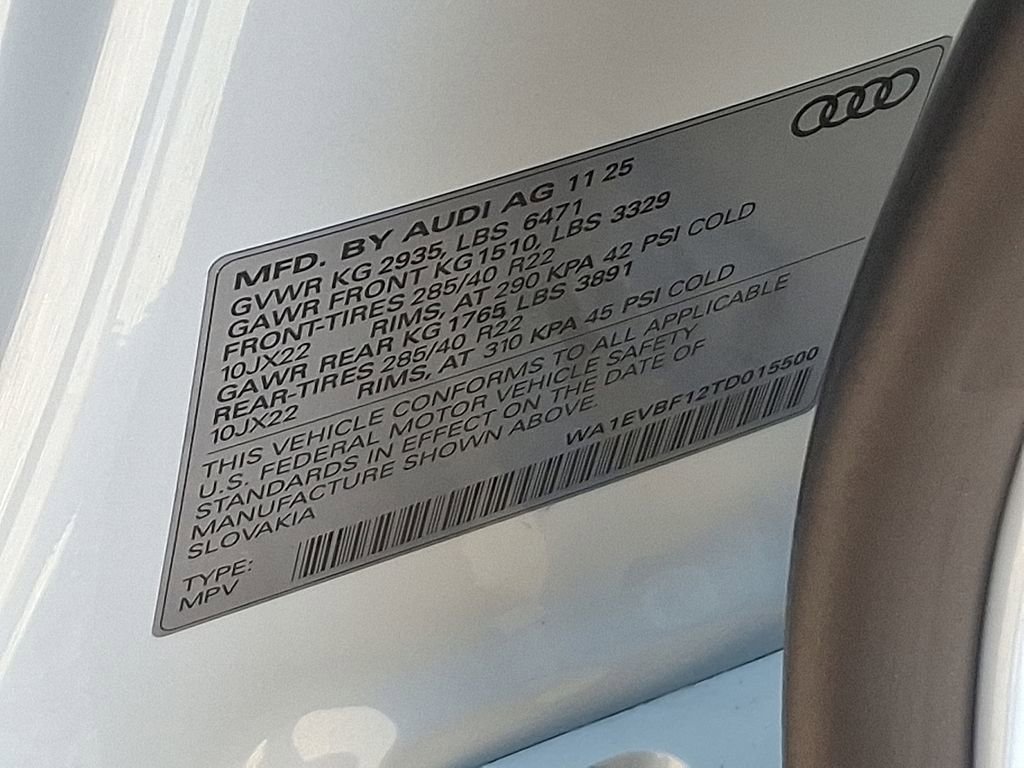 MFD. BY AUDI AG 11 25
GVWR KG 2935, LBS 6471
GAWR FRONT KG 1510, LBS 3329
FRONT-TIRES 285/40 R22
10JX22 RIMS, AT 290 KPA 42 PSI COLD
GAWR REAR KG 1765, LBS 3891
REAR-TIRES 285/40 R22
10JX22 RIMS, AT 310 KPA 45 PSI COLD
THIS VEHICLE CONFORMS TO ALL APPLICABLE
U.S. FEDERAL MOTOR VEHICLE SAFETY
STANDARDS IN EFFECT ON THE DATE OF
MANUFACTURE SHOWN ABOVE.
SLOVAKIA
WA1EVBF12TD015500
TYPE:
MPV